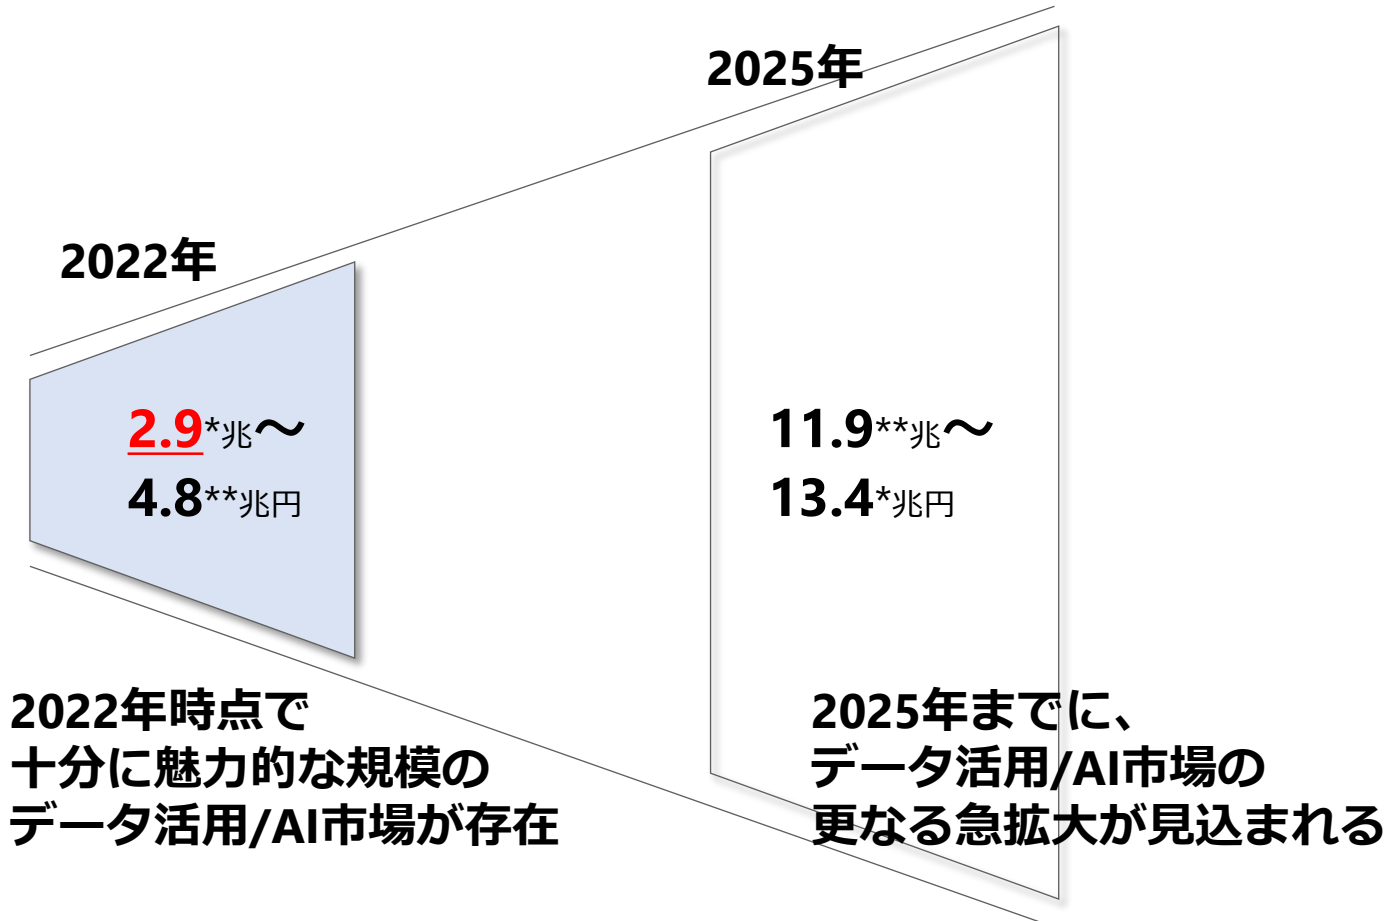 2022年
2.9*兆～
4.8**兆円
2022年時点で
十分に魅力的な規模の
データ活用/AI市場が存在
2025年
11.9**兆～
13.4*兆円
2025年までに、
データ活用/AI市場の
更なる急拡大が見込まれる